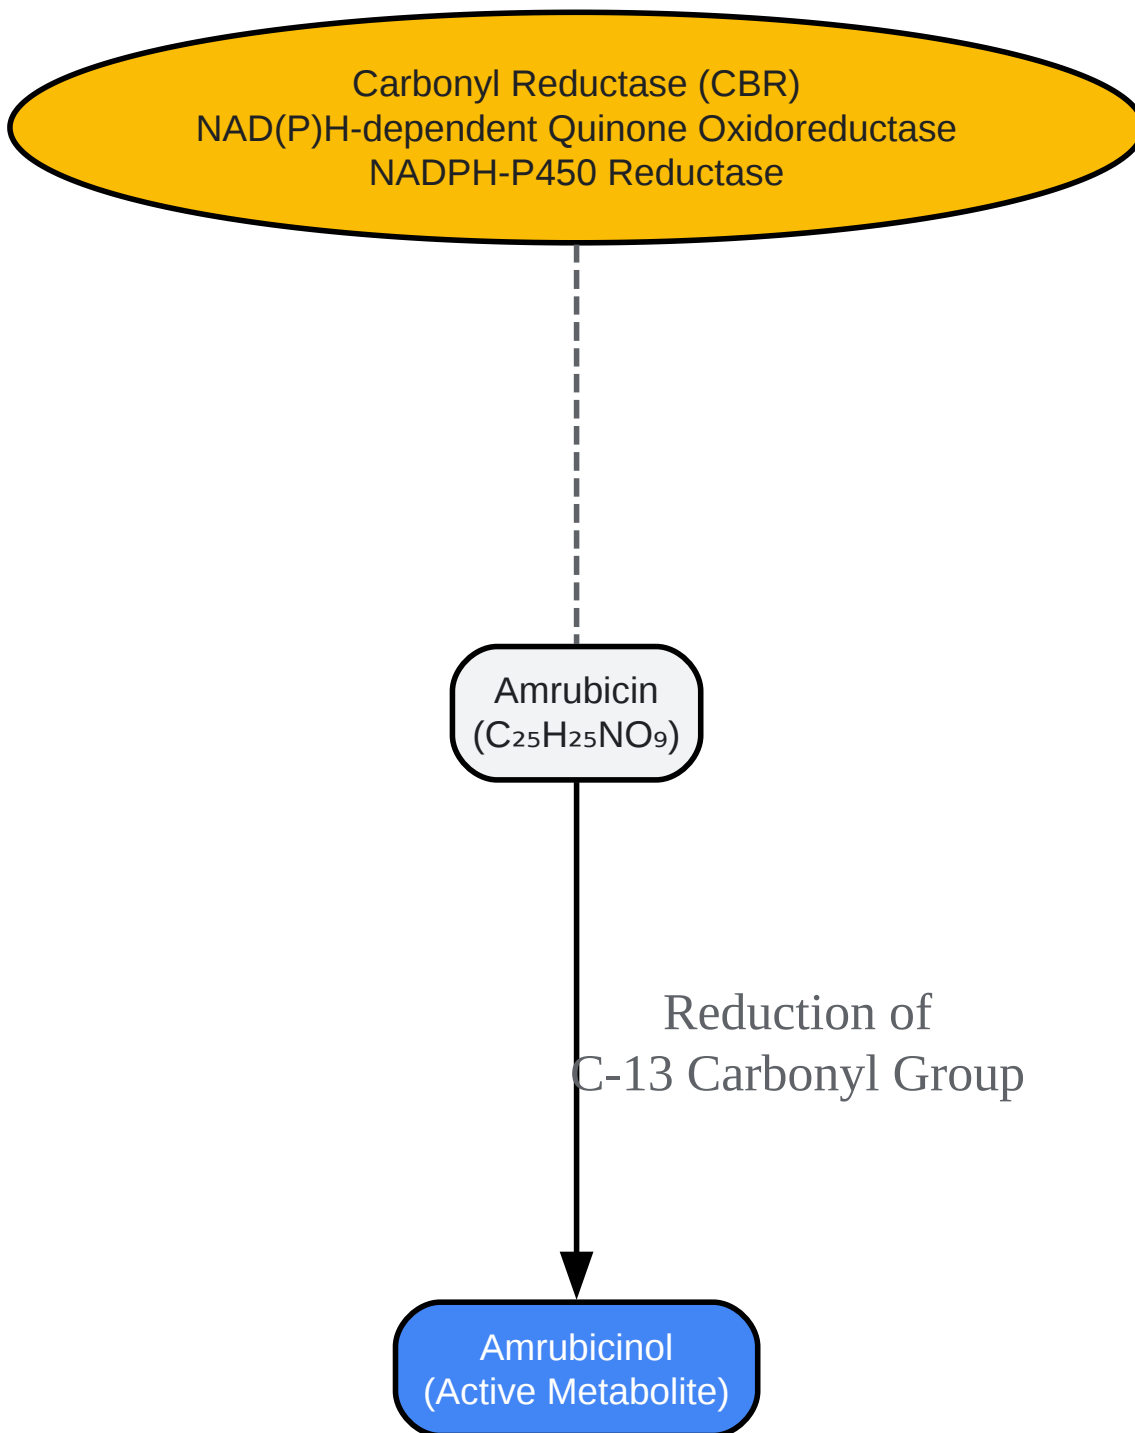 Carbonyl Reductase (CBR)
NAD(P)H-dependent Quinone Oxidoreductase
NADPH-P450 Reductase
Amrubicin
(C₂₅H₂₅NO₉)
Reduction of
C-13 Carbonyl Group
Amrubicinol
(Active Metabolite)